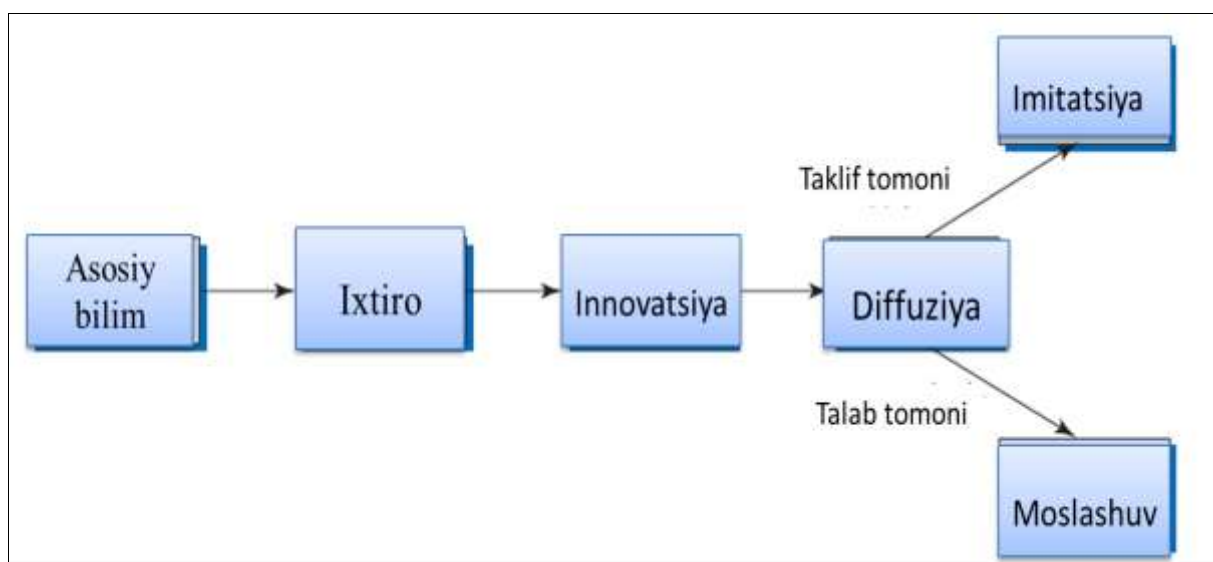 Imitatsiya
Taklif tomoni
Asosiy
bilim
Ixtiro
Innovatsiya
Diffuziya
Talab tomoni
Moslashuv